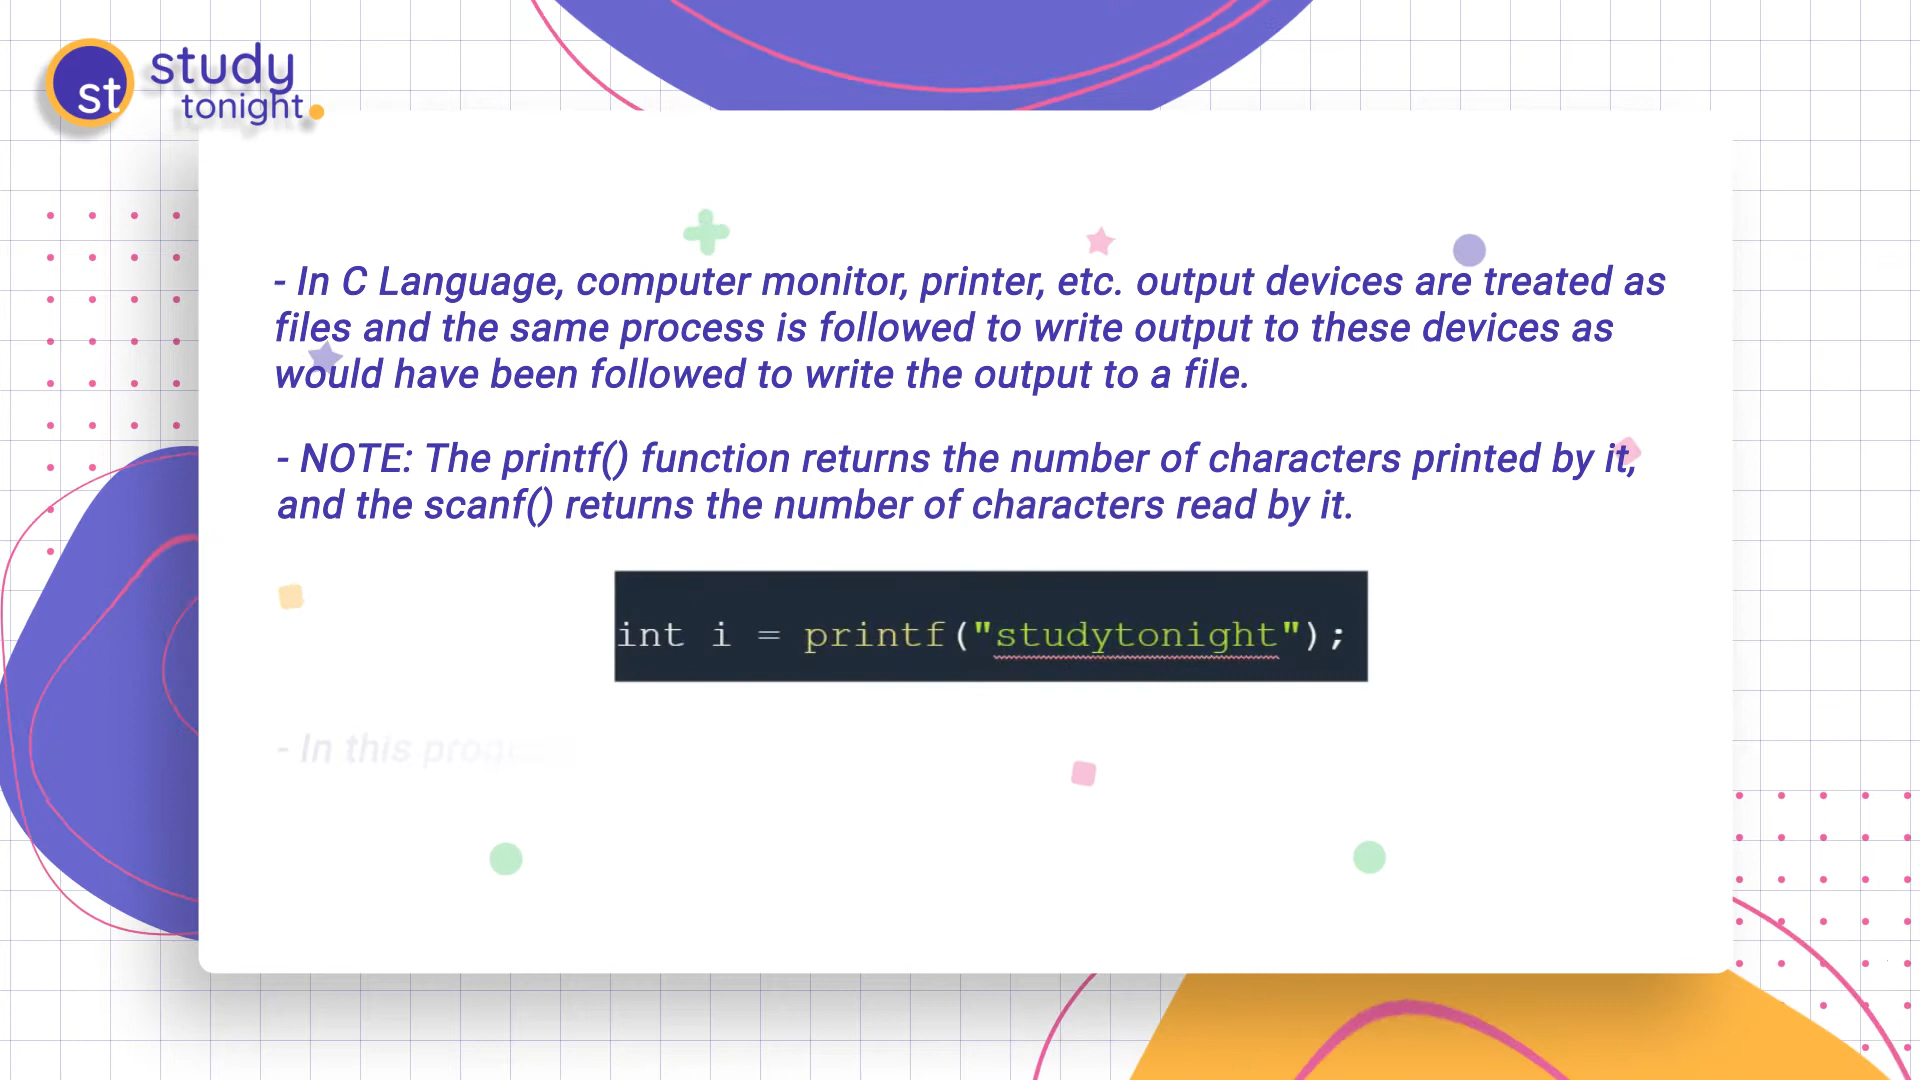 st
study
tonight
- In C Language, computer monitor, printer, etc. output devices are treated as
files and the same process is followed to write output to these devices as
would have been followed to write the output to a file.
- NOTE: The printf() function returns the number of characters printed by it,
and the scanf() returns the number of characters read by it.
int i = printf("studytonight");
- In this